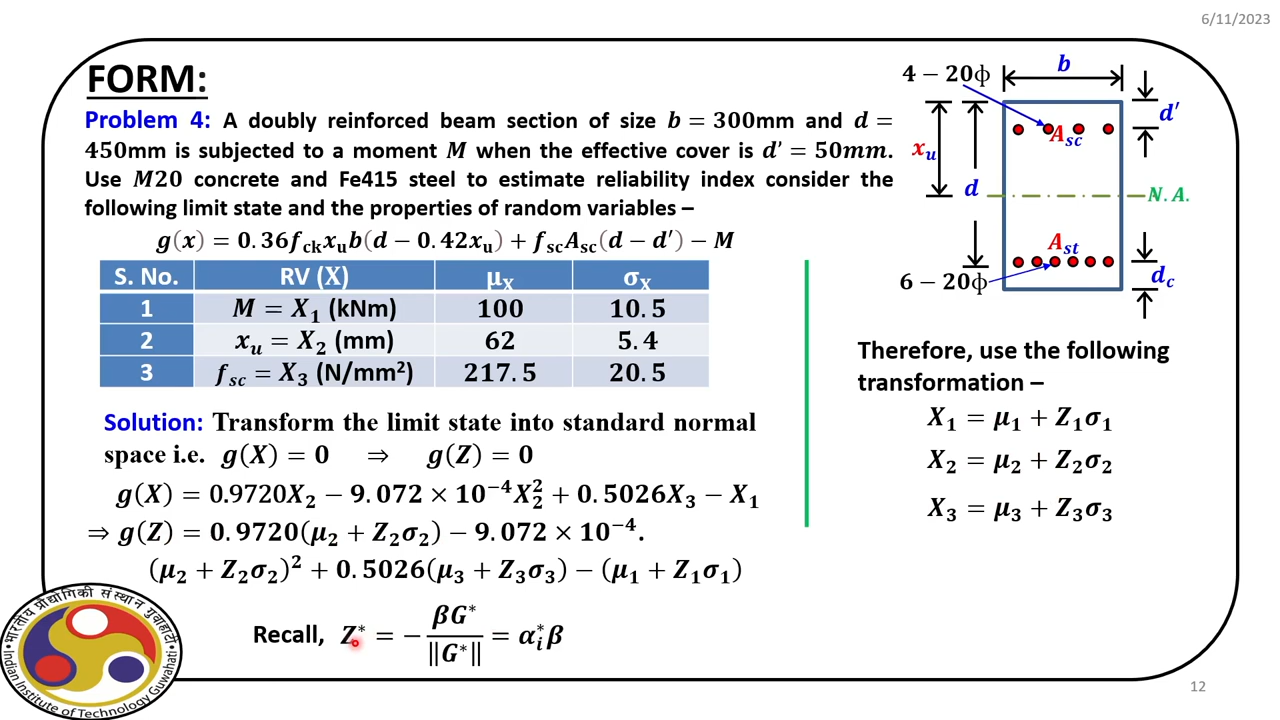 6/11/2023
FORM:
Problem 4: A doubly reinforced beam section of size b = 300mm and d =
450mm is subjected to a moment M when the effective cover is d′ = 50mm.
Use M20 concrete and Fe415 steel to estimate reliability index consider the
following limit state and the properties of random variables –
g(x) = 0.36f_ck x_u b(d − 0.42x_u) + f_sc A_sc(d − d′) − M
S. No. RV (X) μ_X σ_X
1 M = X_1 (kNm) 100 10.5
2 x_u = X_2 (mm) 62 5.4
3 f_sc = X_3 (N/mm²) 217.5 20.5
Solution: Transform the limit state into standard normal
space i.e. g(X) = 0 ⇒ g(Z) = 0
g(X) = 0.9720X_2 − 9.072 × 10⁻⁴X_2² + 0.5026X_3 − X_1
⇒ g(Z) = 0.9720(μ_2 + Z_2σ_2) − 9.072 × 10⁻⁴.
(μ_2 + Z_2σ_2)² + 0.5026(μ_3 + Z_3σ_3) − (μ_1 + Z_1σ_1)
Recall, Z* = − βG* / ‖G*‖ = α_i* β
4 − 20ϕ
b
d′
A_sc
x_u
d
N. A.
A_st
6 − 20ϕ
d_c
Therefore, use the following
transformation –
X_1 = μ_1 + Z_1σ_1
X_2 = μ_2 + Z_2σ_2
X_3 = μ_3 + Z_3σ_3
भारतीय प्रौद्योगिकी संस्थान गुवाहाटी
Indian Institute of Technology Guwahati
12